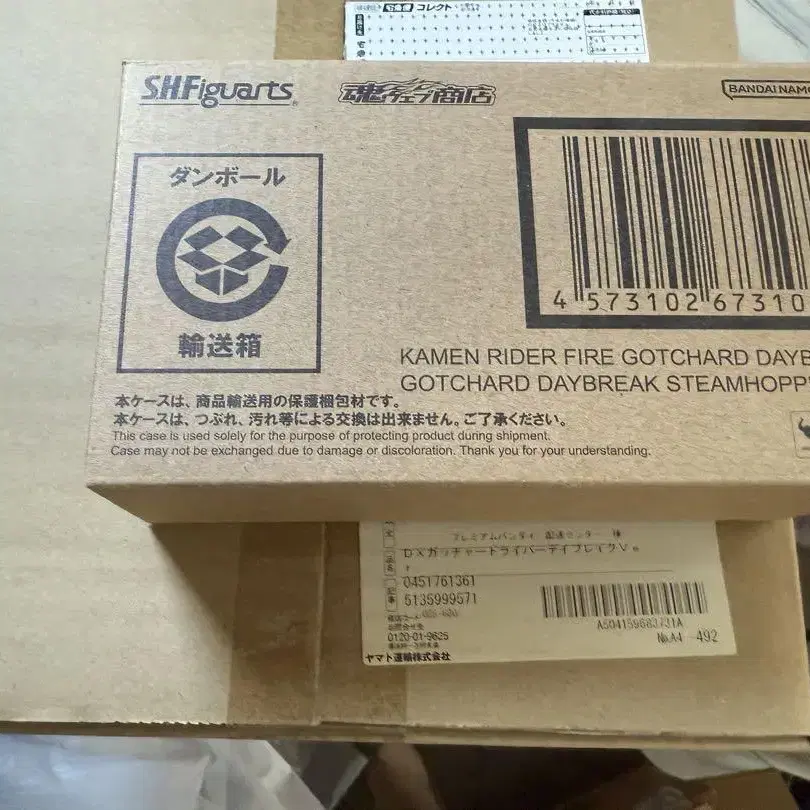 コレクト
S.H.Figuarts
魂ウェブ商店
BANDAI NAMC
ダンボール
輸送箱
4 573102 67310
KAMEN RIDER FIRE GOTCHARD DAYB
GOTCHARD DAYBREAK STEAMHOPP
本ケースは、商品輸送用の保護梱包材です。
本ケースは、つぶれ、汚れ等による交換は出来ません。ご了承ください。
This case is used solely for the purpose of protecting product during shipment.
Case may not be exchanged due to damage or discoloration. Thank you for your understanding.
プレミアムバンダイ 配送センター 様
DXガッチャードライバーデイブレイクVe
r
0451761361
5135999571
0120-01-9625
A504159683731A
No.A4 -492
ヤマト運輸株式会社